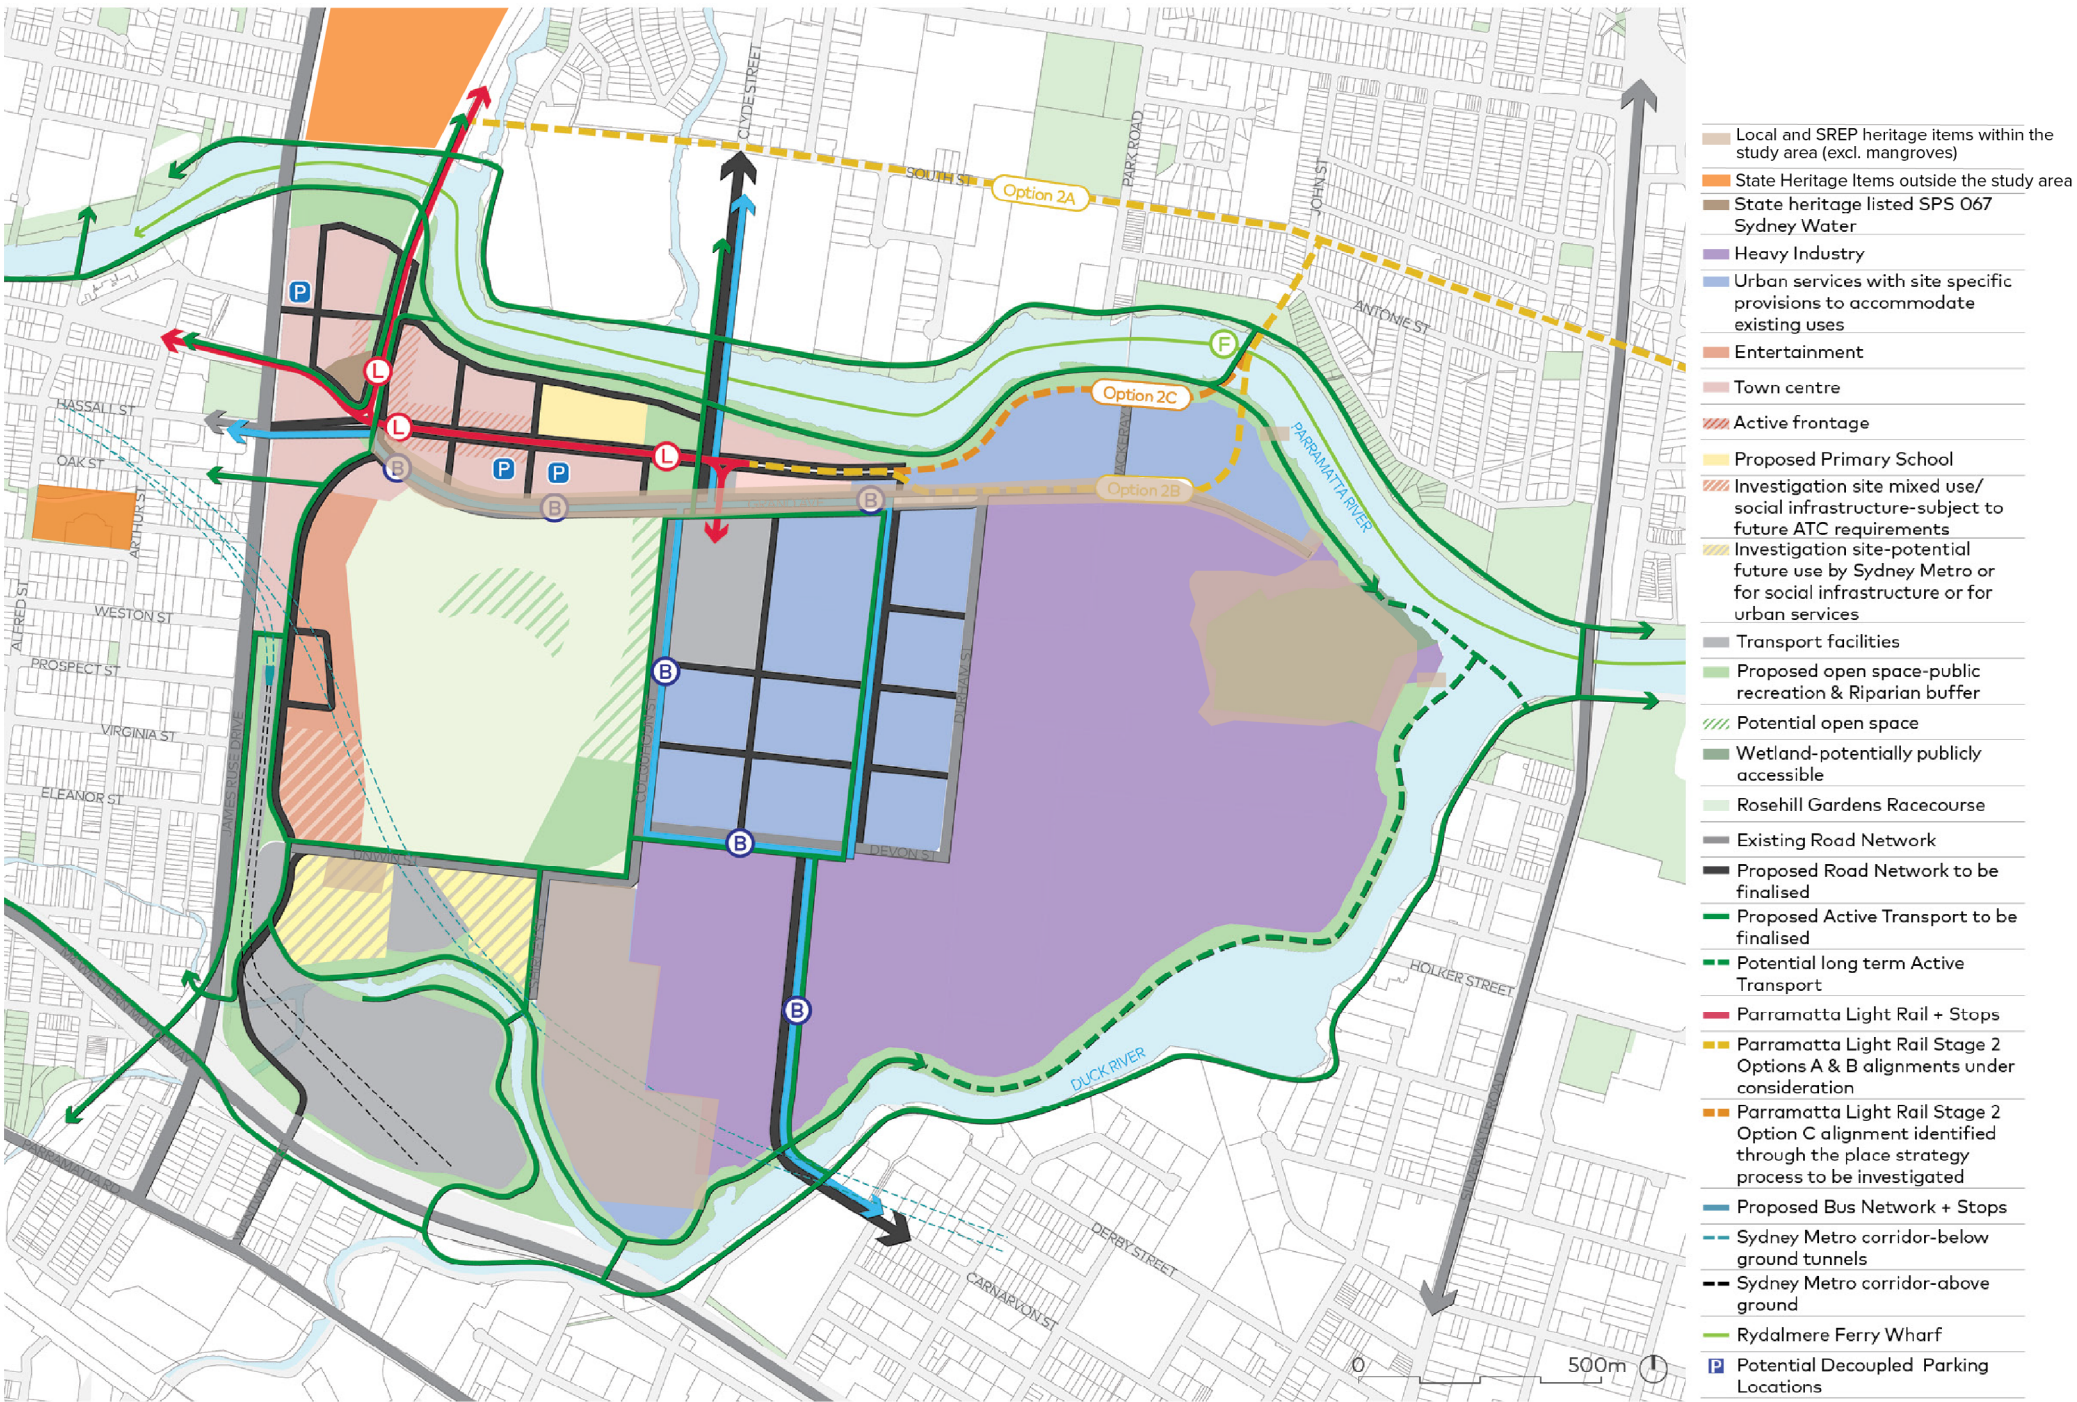 CLYDE STREET
PARK ROAD
SOUTH ST
JOHN ST
Option 2A
ANTONIE ST
P
F
L
HASSALL ST
Option 2C
L
OAK ST
L
P
P
B
B
B
Option 2B
PARRAMATTA RIVER
ALFRED ST
WESTON ST
PROSPECT ST
B
DURHAM ST
VIRGINIA ST
JAMES RUSE DRIVE
COLQUHOUN ST
ELEANOR ST
UNWIN ST
B
DEVON ST
HOLKER STREET
B
DUCK RIVER
PARRAMATTA RD
DERBY STREET
CARNARVON ST
0
500m
Local and SREP heritage items within the
study area (excl. mangroves)
State Heritage Items outside the study area
State heritage listed SPS 067
Sydney Water
Heavy Industry
Urban services with site specific
provisions to accommodate
existing uses
Entertainment
Town centre
Active frontage
Proposed Primary School
Investigation site mixed use/
social infrastructure-subject to
future ATC requirements
Investigation site-potential
future use by Sydney Metro or
for social infrastructure or for
urban services
Transport facilities
Proposed open space-public
recreation & Riparian buffer
Potential open space
Wetland-potentially publicly
accessible
Rosehill Gardens Racecourse
Existing Road Network
Proposed Road Network to be
finalised
Proposed Active Transport to be
finalised
Potential long term Active
Transport
Parramatta Light Rail + Stops
Parramatta Light Rail Stage 2
Options A & B alignments under
consideration
Parramatta Light Rail Stage 2
Option C alignment identified
through the place strategy
process to be investigated
Proposed Bus Network + Stops
Sydney Metro corridor-below
ground tunnels
Sydney Metro corridor-above
ground
Rydalmere Ferry Wharf
P
Potential Decoupled Parking
Locations